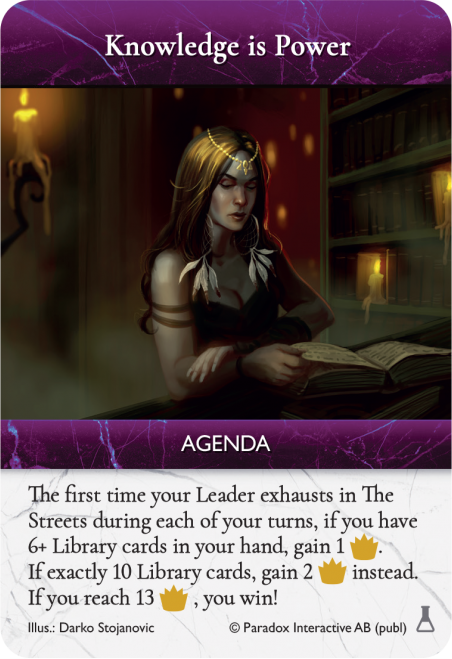 Knowledge is Power
AGENDA
The first time your Leader exhausts in The
Streets during each of your turns, if you have
6+ Library cards in your hand, gain 1 .
If exactly 10 Library cards, gain 2 instead.
If you reach 13 , you win!
Illus.: Darko Stojanovic © Paradox Interactive AB (publ)